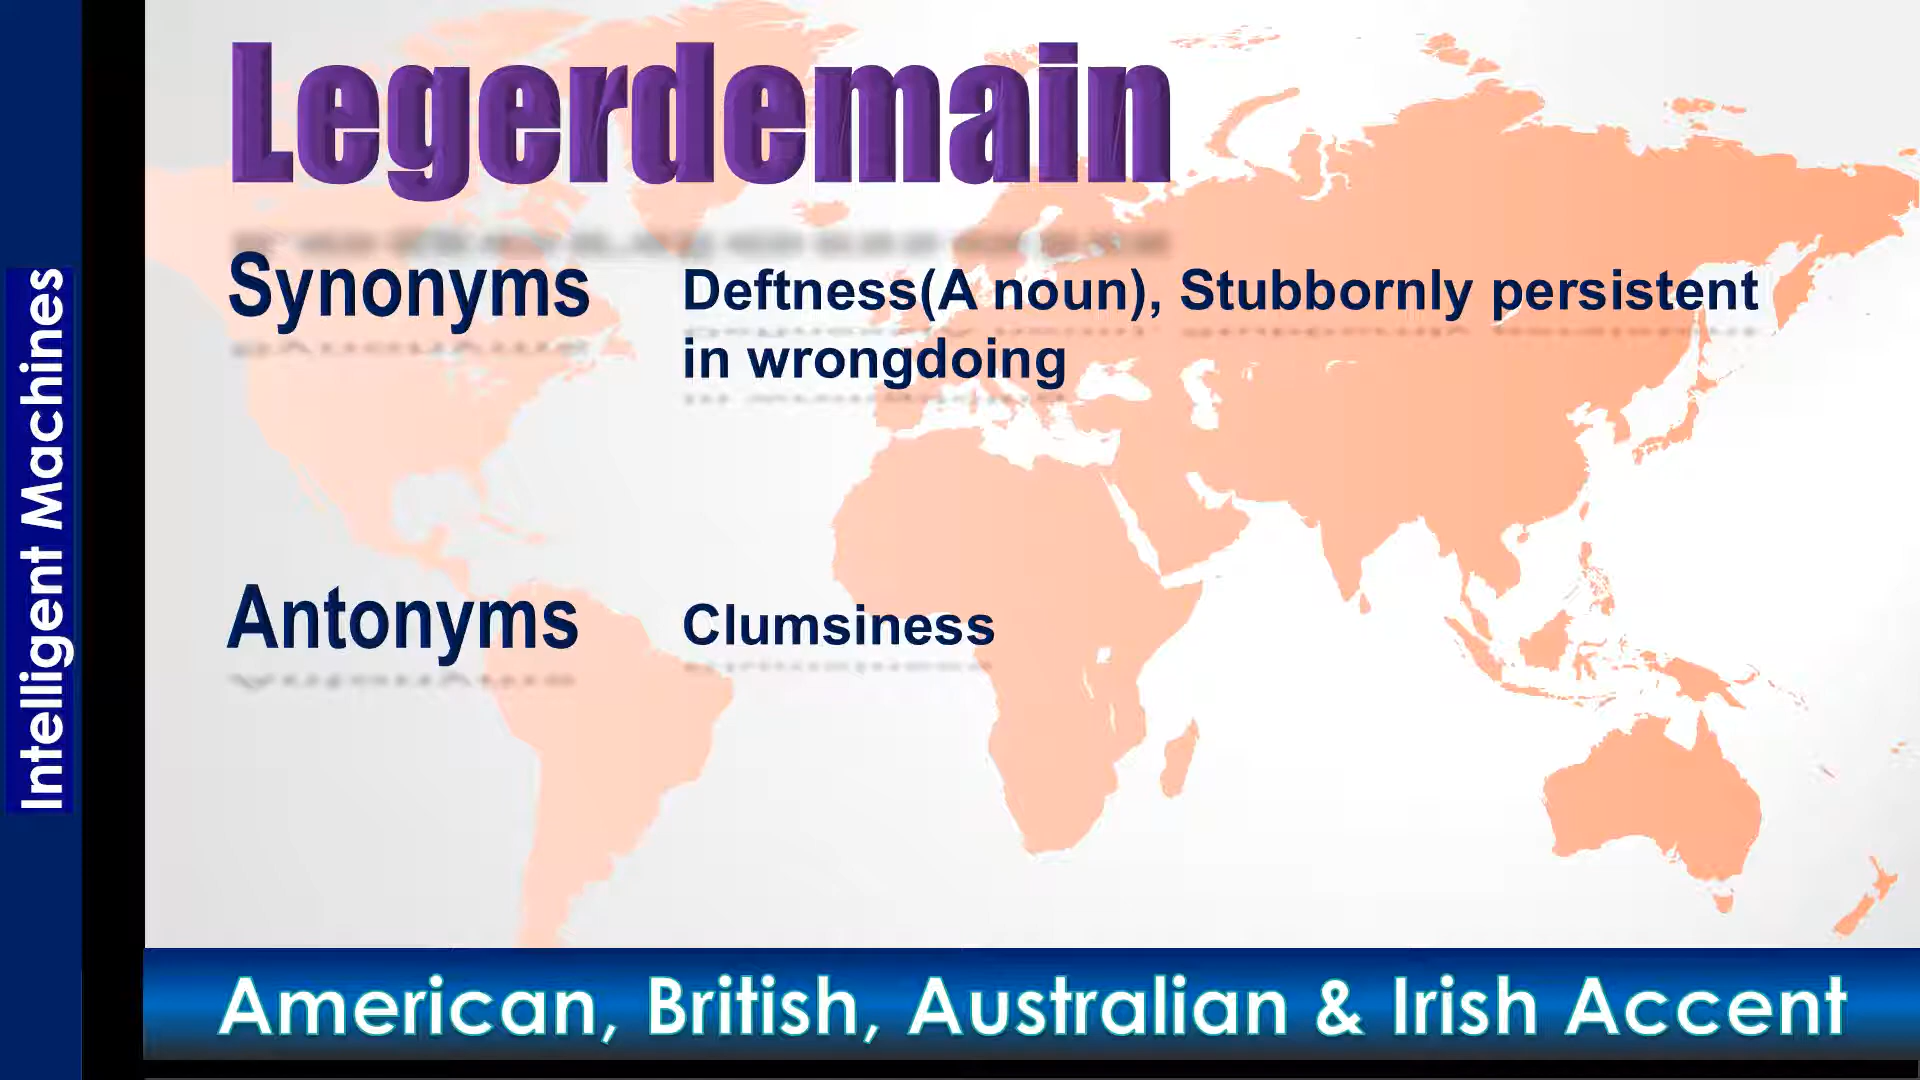 Legerdemain
Synonyms
Deftness(A noun), Stubbornly persistent
in wrongdoing
Antonyms
Clumsiness
Intelligent Machines
American, British, Australian & Irish Accent